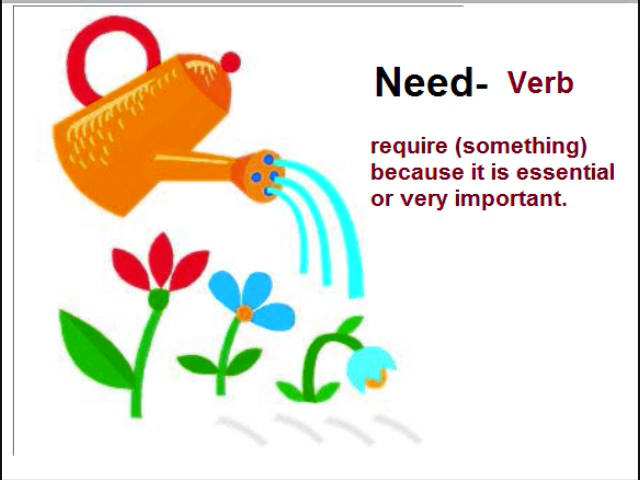 Need- Verb
require (something)
because it is essential
or very important.